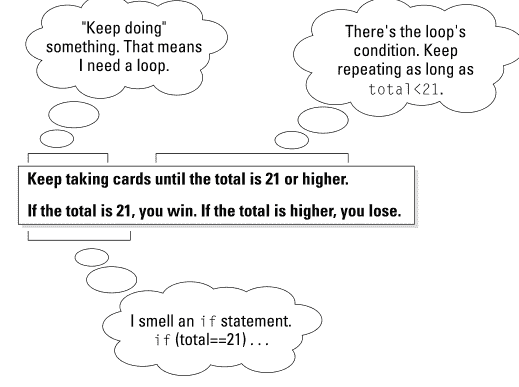 "Keep doing"
something. That means
I need a loop.
There's the loop's
condition. Keep
repeating as long as
total<21.
Keep taking cards until the total is 21 or higher.
If the total is 21, you win. If the total is higher, you lose.
I smell an if statement.
if (total==21) . . .